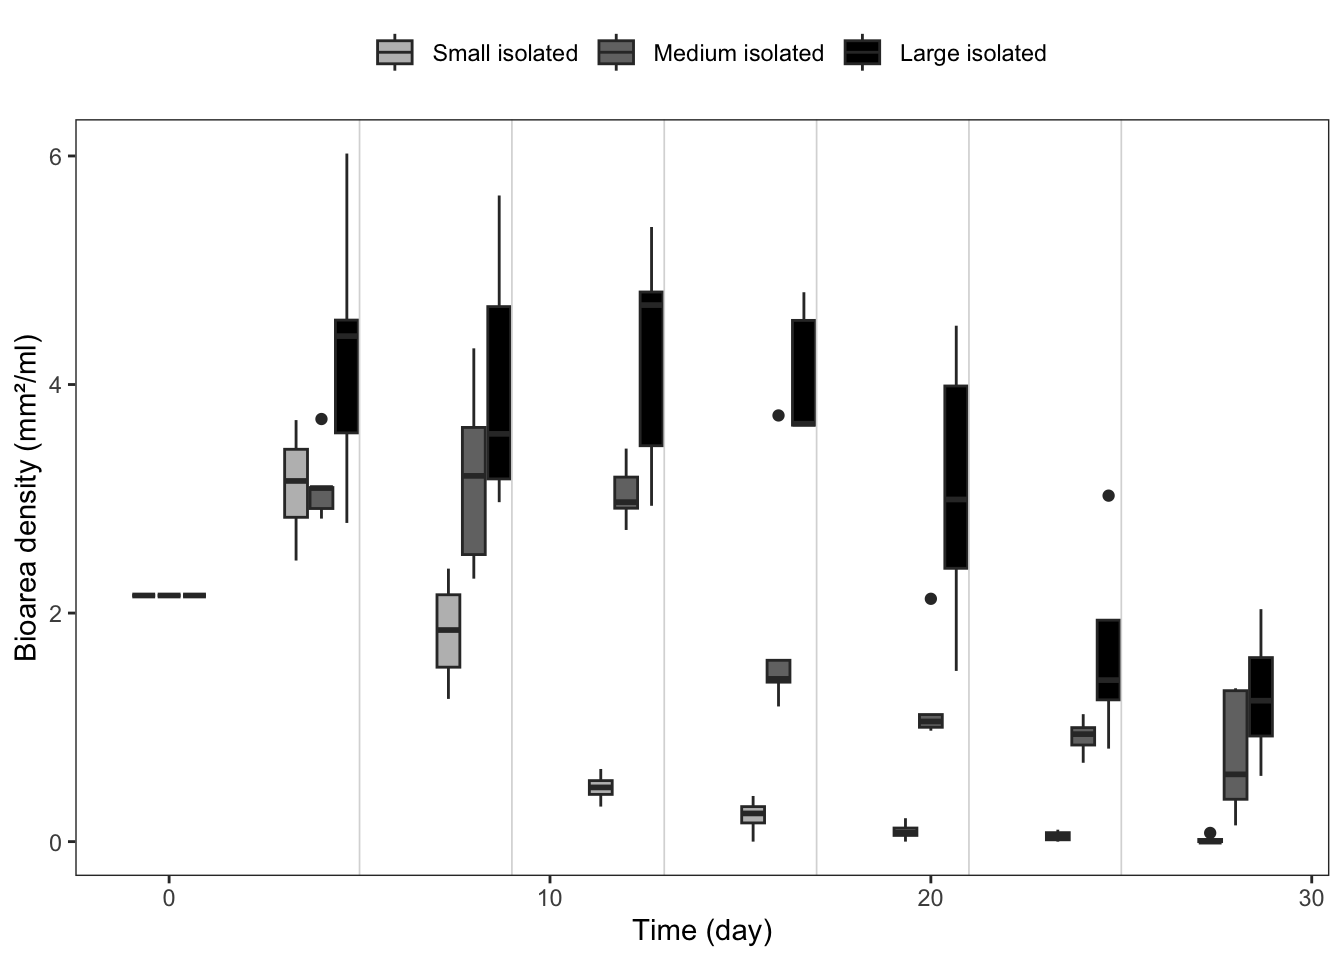 Small isolated Medium isolated Large isolated
Bioarea density (mm²/ml)
6
4
2
0
0 10 20 30
Time (day)